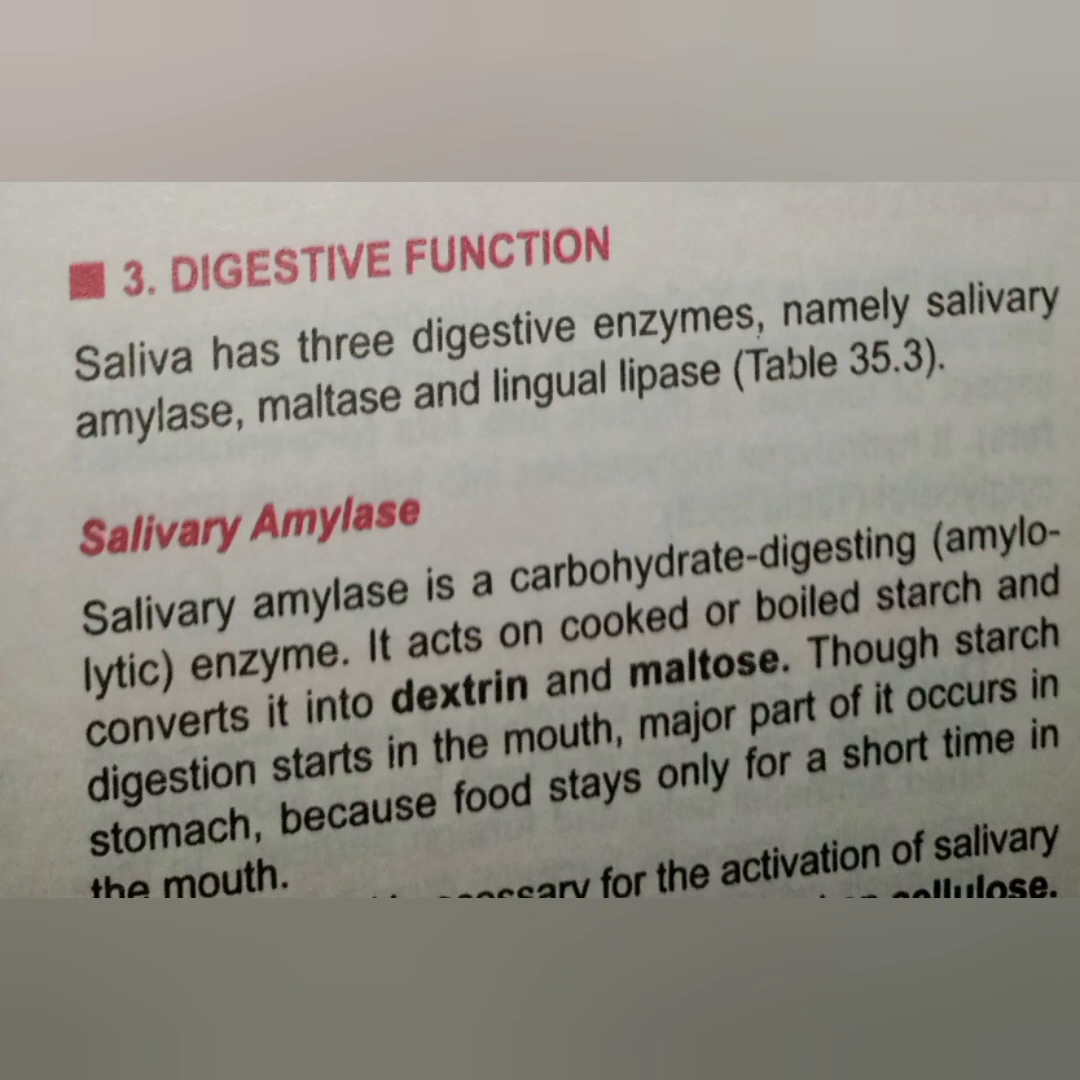 3. DIGESTIVE FUNCTION
Saliva has three digestive enzymes, namely salivary
amylase, maltase and lingual lipase (Table 35.3).
Salivary Amylase
Salivary amylase is a carbohydrate-digesting (amylo-
lytic) enzyme. It acts on cooked or boiled starch and
converts it into dextrin and maltose. Though starch
digestion starts in the mouth, major part of it occurs in
stomach, because food stays only for a short time in
the mouth.
for the activation of salivary
cellulose.